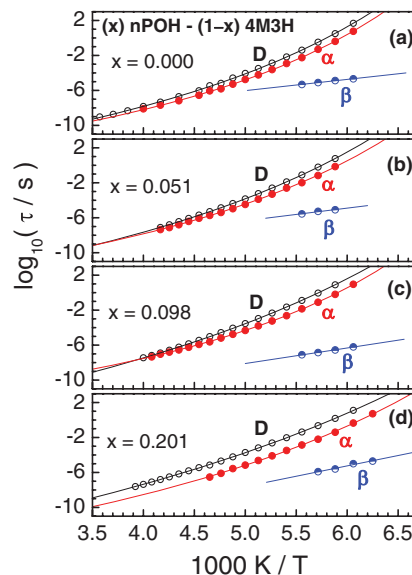 (x) nPOH - (1–x) 4M3H
(a)
x = 0.000
D
α
β
2
-2
-6
-10
(b)
x = 0.051
D
α
β
2
-2
-6
-10
(c)
x = 0.098
D
α
β
2
-2
-6
-10
(d)
x = 0.201
D
α
β
2
-2
-6
-10
log10(τ / s)
3.5 4.0 4.5 5.0 5.5 6.0 6.5
1000 K / T